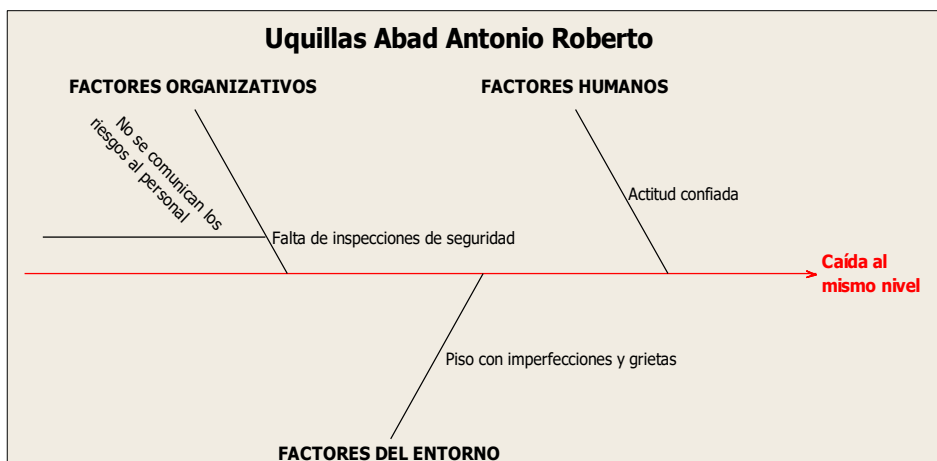 Uquillas Abad Antonio Roberto
FACTORES ORGANIZATIVOS
FACTORES HUMANOS
No se comunican los
riesgos al personal
Actitud confiada
Falta de inspecciones de seguridad
Caída al
mismo nivel
Piso con imperfecciones y grietas
FACTORES DEL ENTORNO